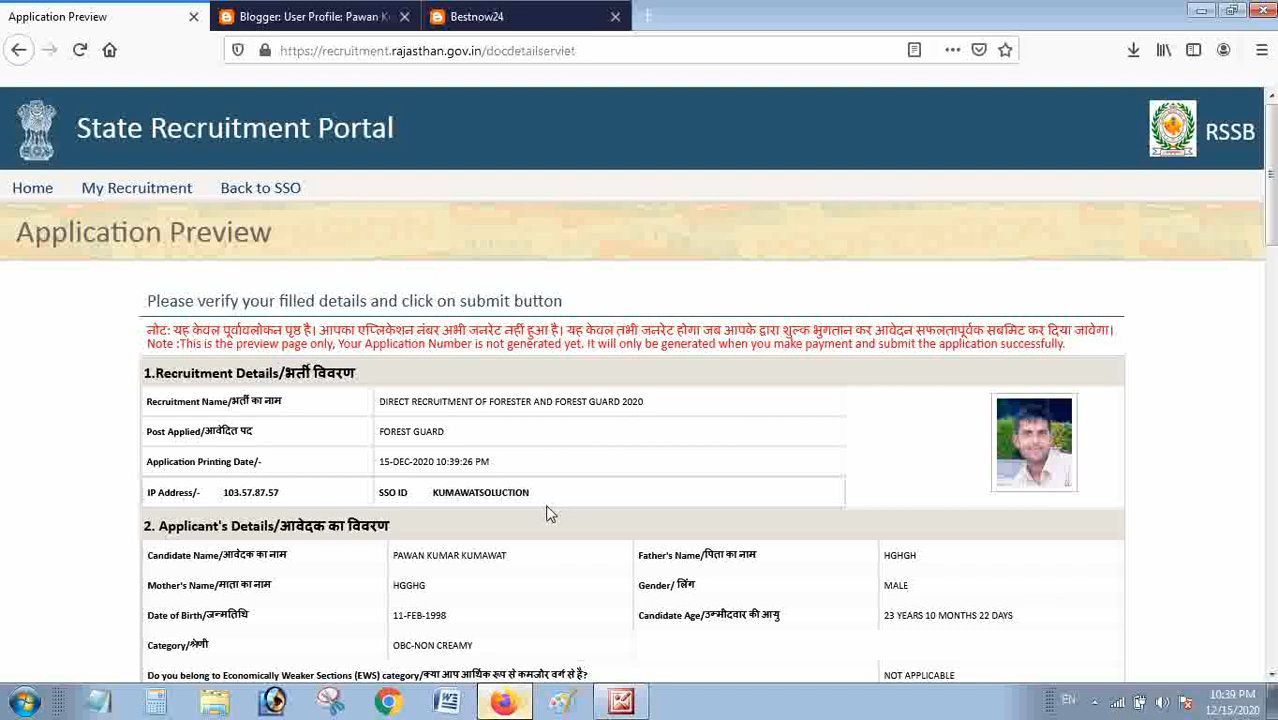 Application Preview
Blogger: User Profile: Pawan K
Bestnow24
https://recruitment.rajasthan.gov.in/docdetailservlet
State Recruitment Portal
RSSB
Home My Recruitment Back to SSO
Application Preview
Please verify your filled details and click on submit button
नोट: यह केवल पूर्वावलोकन पृष्ठ है। आपका एप्लिकेशन नंबर अभी जनरेट नहीं हुआ है। यह केवल तभी जनरेट होगा जब आपके द्वारा शुल्क भुगतान कर आवेदन सफलतापूर्वक सबमिट कर दिया जावेगा।
Note :This is the preview page only, Your Application Number is not generated yet. It will only be generated when you make payment and submit the application successfully.
1.Recruitment Details/भर्ती विवरण
Recruitment Name/भर्ती का नाम DIRECT RECRUITMENT OF FORESTER AND FOREST GUARD 2020
Post Applied/आवेदित पद FOREST GUARD
Application Printing Date/- 15-DEC-2020 10:39:26 PM
IP Address/- 103.57.87.57 SSO ID KUMAWATSOLUCTION
2. Applicant's Details/आवेदक का विवरण
Candidate Name/आवेदक का नाम PAWAN KUMAR KUMAWAT Father's Name/पिता का नाम HGHGH
Mother's Name/माता का नाम HGGHG Gender/ लिंग MALE
Date of Birth/जन्मतिथि 11-FEB-1998 Candidate Age/उम्मीदवार की आयु 23 YEARS 10 MONTHS 22 DAYS
Category/श्रेणी OBC-NON CREAMY
Do you belong to Economically Weaker Sections (EWS) category/क्या आप आर्थिक रूप से कमजोर वर्ग से है? NOT APPLICABLE
EN
10:39 PM
12/15/2020